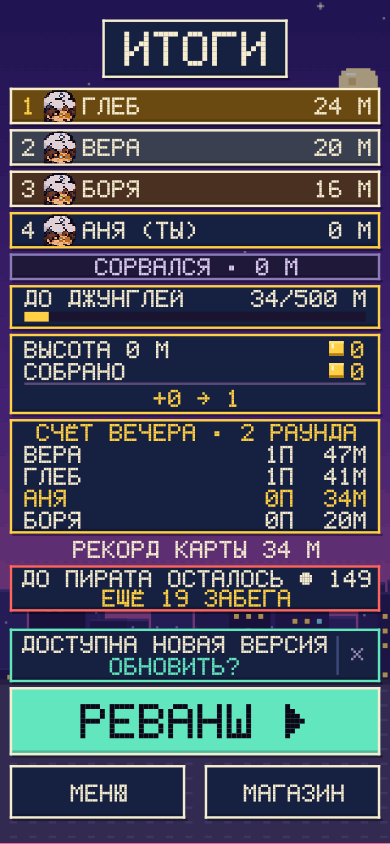 ИТОГИ
1 ГЛЕБ 24 М
2 ВЕРА 20 М
3 БОРЯ 16 М
4 АНЯ (ТЫ) 0 М
СОРВАЛСЯ · 0 М
ДО ДЖУНГЛЕЙ 34/500 М
ВЫСОТА 0 М 0
СОБРАНО 0
+0 → 1
СЧЁТ ВЕЧЕРА · 2 РАУНДА
ВЕРА 1П 47М
ГЛЕБ 1П 41М
АНЯ 0П 34М
БОРЯ 0П 20М
РЕКОРД КАРТЫ 34 М
ДО ПИРАТА ОСТАЛОСЬ 149
ЕЩЁ 19 ЗАБЕГА
ДОСТУПНА НОВАЯ ВЕРСИЯ ×
ОБНОВИТЬ?
РЕВАНШ ▶
МЕНЮ
МАГАЗИН